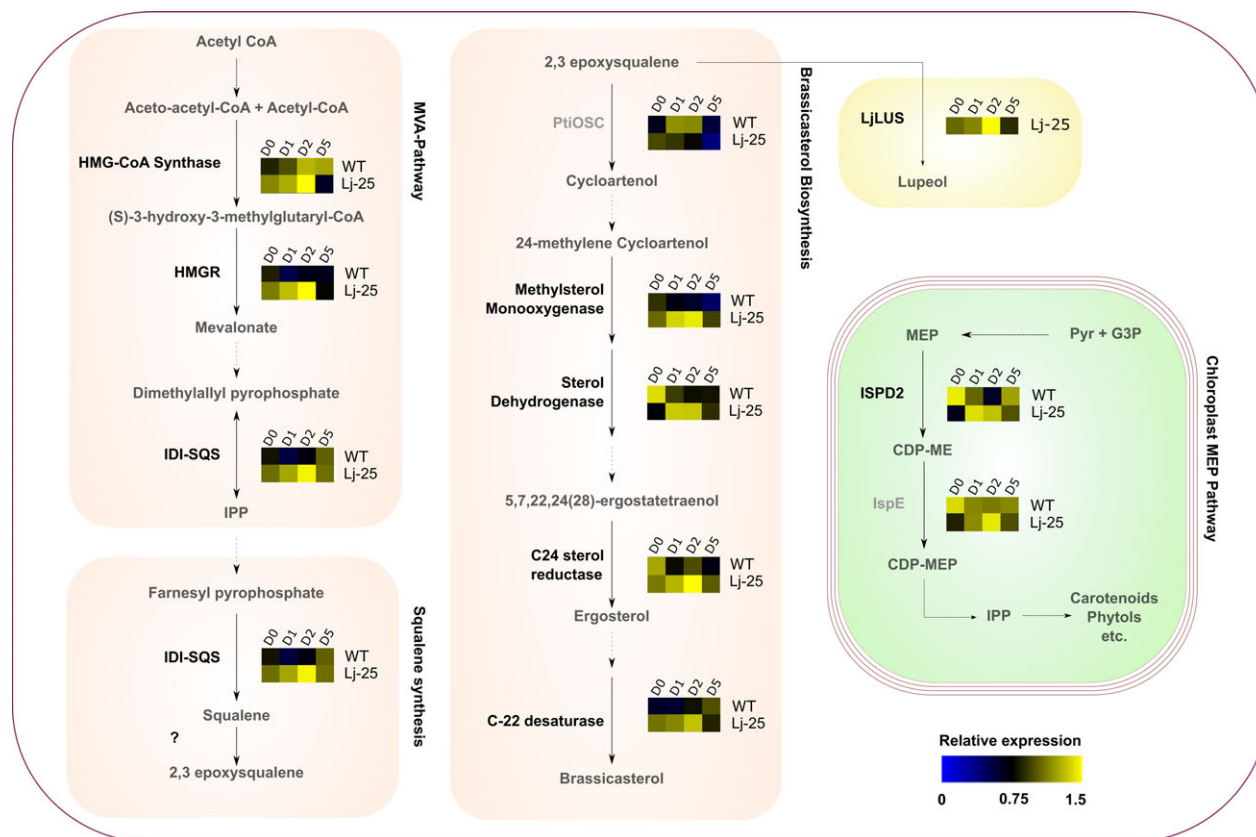 Acetyl CoA
Aceto-acetyl-CoA + Acetyl-CoA
HMG-CoA Synthase
D0 D1 D2 D5
WT
Lj-25
(S)-3-hydroxy-3-methylglutaryl-CoA
HMGR
D0 D1 D2 D5
WT
Lj-25
Mevalonate
Dimethylallyl pyrophosphate
IDI-SQS
D0 D1 D2 D5
WT
Lj-25
IPP
MVA-Pathway
Farnesyl pyrophosphate
IDI-SQS
D0 D1 D2 D5
WT
Lj-25
Squalene
?
2,3 epoxysqualene
Squalene synthesis
2,3 epoxysqualene
PtiOSC
D0 D1 D2 D5
WT
Lj-25
Cycloartenol
24-methylene Cycloartenol
Methylsterol
Monooxygenase
D0 D1 D2 D5
WT
Lj-25
Sterol
Dehydrogenase
D0 D1 D2 D5
WT
Lj-25
5,7,22,24(28)-ergostatetraenol
C24 sterol
reductase
D0 D1 D2 D5
WT
Lj-25
Ergosterol
C-22 desaturase
D0 D1 D2 D5
WT
Lj-25
Brassicasterol
Brassicasterol Biosynthesis
LjLUS
D0 D1 D2 D5
Lj-25
Lupeol
MEP
Pyr + G3P
ISPD2
D0 D1 D2 D5
WT
Lj-25
CDP-ME
IspE
D0 D1 D2 D5
WT
Lj-25
CDP-MEP
IPP
Carotenoids
Phytols
etc.
Chloroplast MEP Pathway
Relative expression
0 0.75 1.5